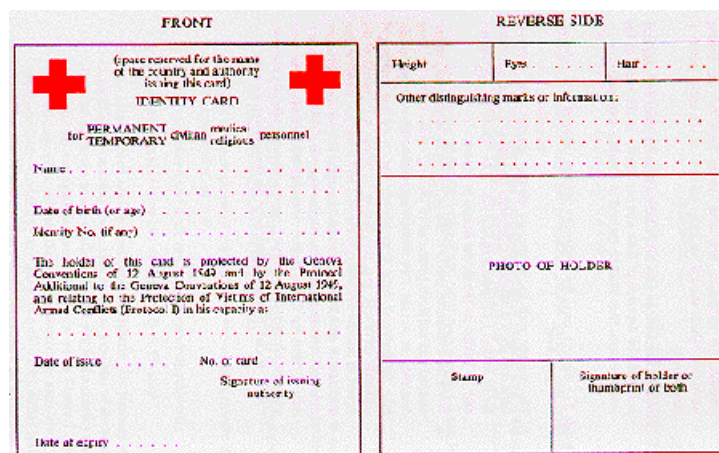 FRONT
(space reserved for the name
of the country and authority
issuing this card)
IDENTITY CARD
for PERMANENT civilian medical personnel
TEMPORARY religious
Name
Date of birth (or age)
Identity No. (if any)
The holder of this card is protected by the Geneva
Conventions of 12 August 1949 and by the Protocol
Additional to the Geneva Conventions of 12 August 1949,
and relating to the Protection of Victims of International
Armed Conflicts (Protocol I) in his capacity as
Date of issue No. of card
Signature of issuing
authority
Date of expiry
REVERSE SIDE
Height Eyes Hair
Other distinguishing marks or information:
PHOTO OF HOLDER
Stamp
Signature of holder or
thumbprint or both